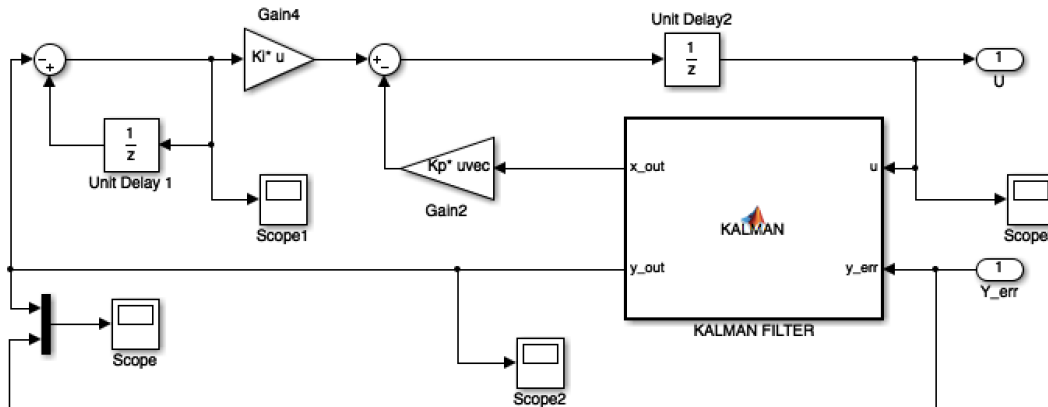 Gain4
Unit Delay2
Ki* u
1
z
1
U
1
z
Unit Delay 1
Kp* uvec
Gain2
x_out
u
Scope1
KALMAN
Scope
y_out
y_err
1
Y_err
KALMAN FILTER
Scope
Scope2